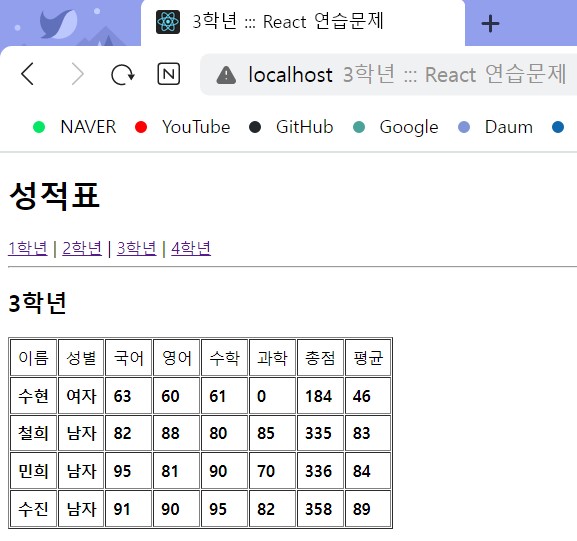 3학년 ::: React 연습문제
localhost 3학년 ::: React 연습문제
NAVER YouTube GitHub Google Daum
성적표
1학년 | 2학년 | 3학년 | 4학년
3학년
이름 성별 국어 영어 수학 과학 총점 평균
수현 여자 63 60 61 0 184 46
철희 남자 82 88 80 85 335 83
민희 남자 95 81 90 70 336 84
수진 남자 91 90 95 82 358 89